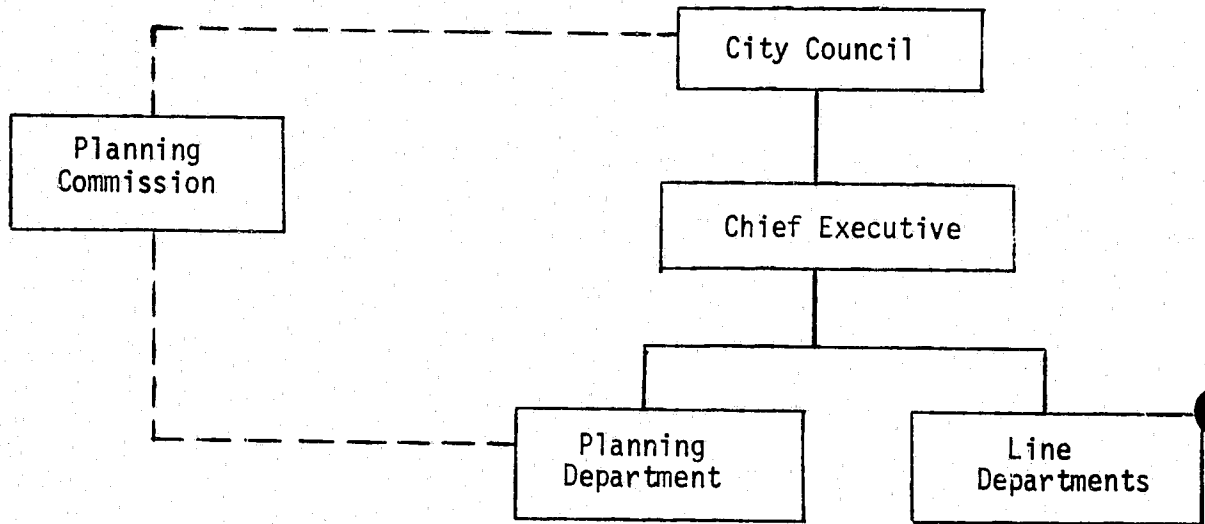 City Council
Planning
Commission
Chief Executive
Planning
Department
Line
Departments